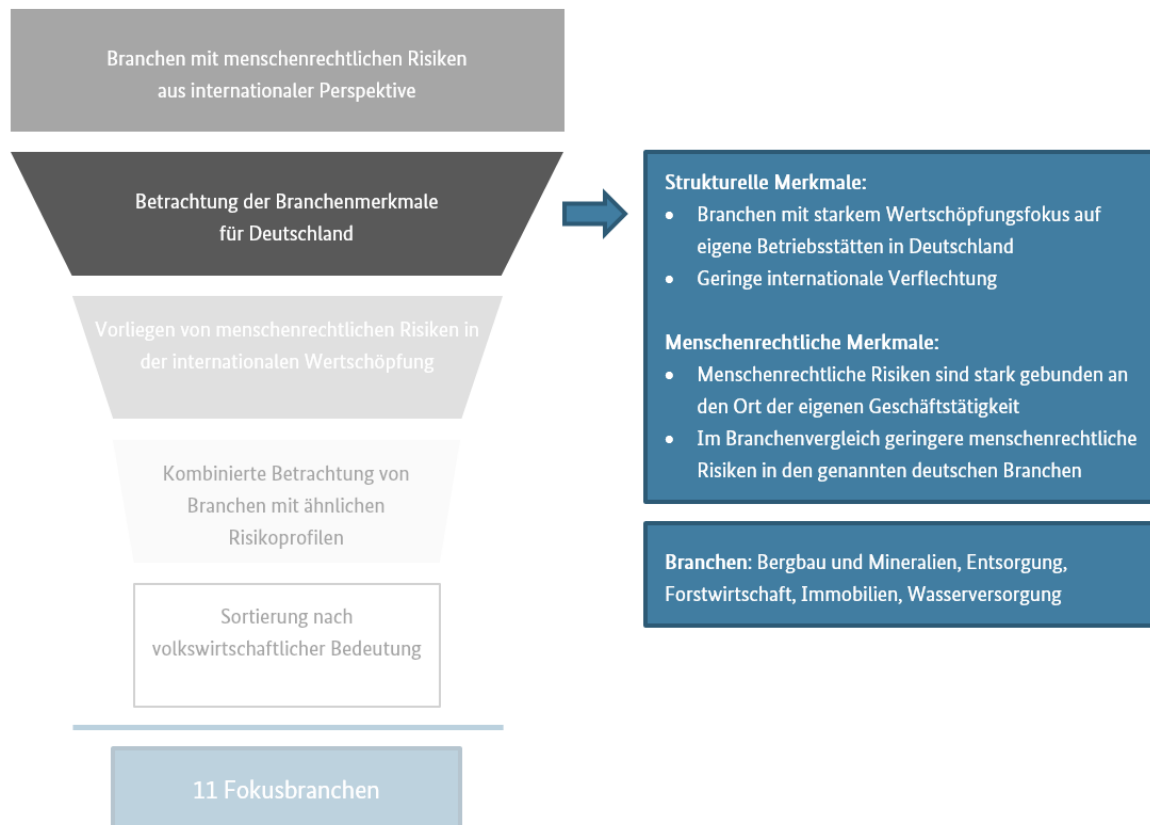 Branchen mit menschenrechtlichen Risiken
aus internationaler Perspektive
Betrachtung der Branchenmerkmale
für Deutschland
Vorliegen von menschenrechtlichen Risiken in
der internationalen Wertschöpfung
Kombinierte Betrachtung von
Branchen mit ähnlichen
Risikoprofilen
Sortierung nach
volkswirtschaftlicher Bedeutung
11 Fokusbranchen
Strukturelle Merkmale:
• Branchen mit starkem Wertschöpfungsfokus auf
eigene Betriebsstätten in Deutschland
• Geringe internationale Verflechtung
Menschenrechtliche Merkmale:
• Menschenrechtliche Risiken sind stark gebunden an
den Ort der eigenen Geschäftstätigkeit
• Im Branchenvergleich geringere menschenrechtliche
Risiken in den genannten deutschen Branchen
Branchen: Bergbau und Mineralien, Entsorgung,
Forstwirtschaft, Immobilien, Wasserversorgung